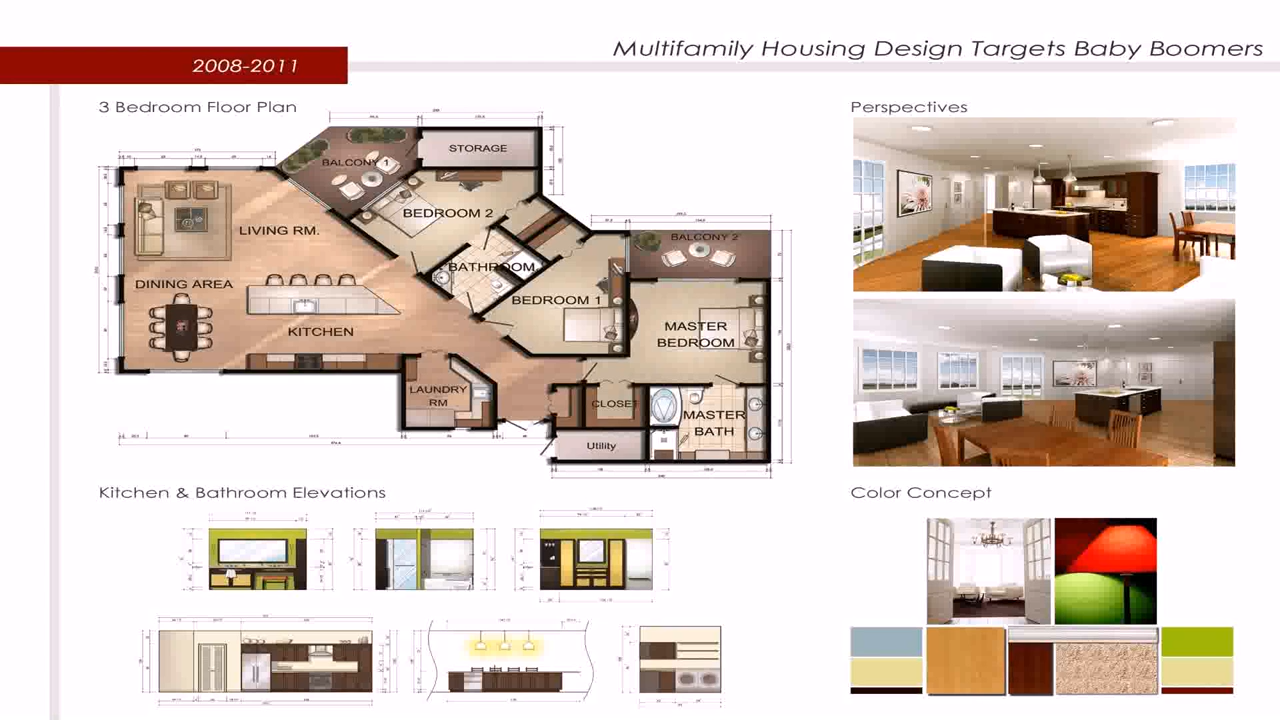 Multifamily Housing Design Targets Baby Boomers
2008-2011
3 Bedroom Floor Plan
Perspectives
BALCONY 1
STORAGE
BEDROOM 2
LIVING RM.
BALCONY 2
BATHROOM
DINING AREA
BEDROOM 1
KITCHEN
MASTER
BEDROOM
LAUNDRY
RM
CLOSET
MASTER
BATH
Utility
Kitchen & Bathroom Elevations
Color Concept